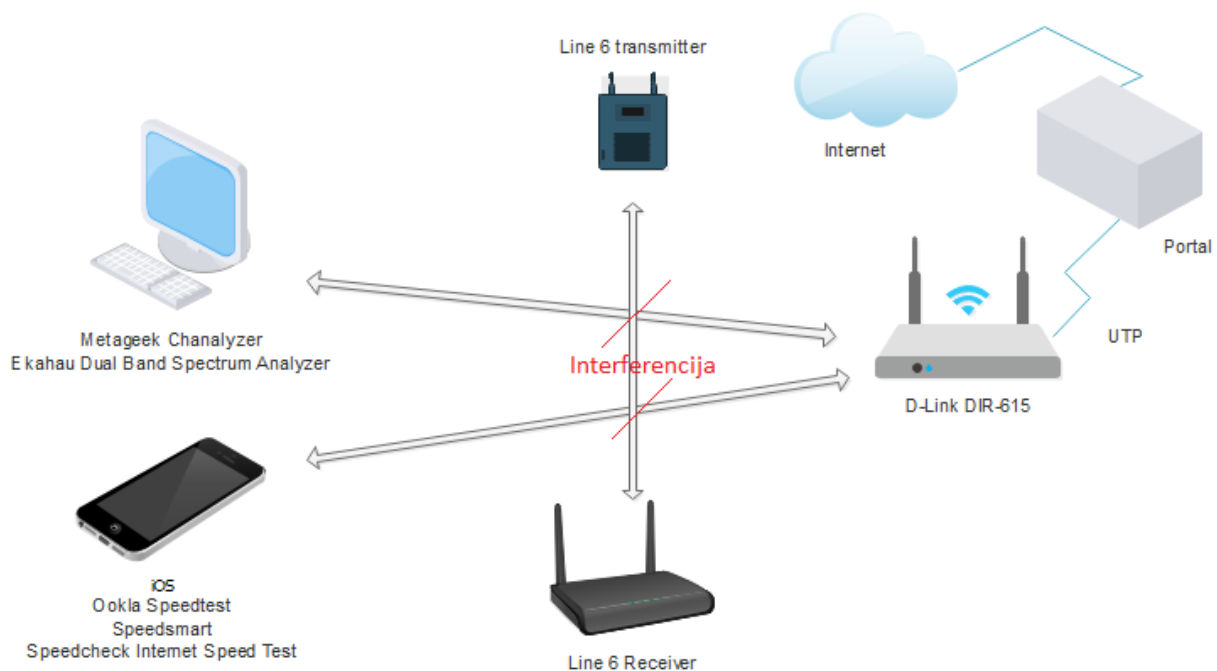 Line 6 transmitter
Internet
Portal
UTP
D-Link DIR-615
Metageek Chanalyzer
Ekahau Dual Band Spectrum Analyzer
Interferencija
iOS
Ookla Speedtest
Speedsmart
Speedcheck Internet Speed Test
Line 6 Receiver